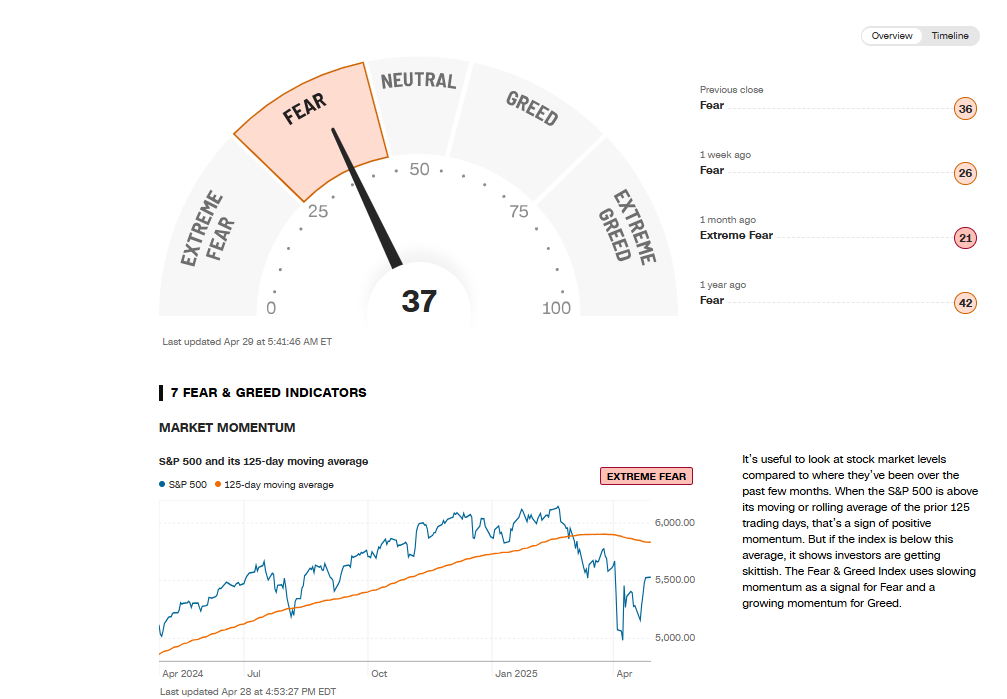 Overview Timeline
EXTREME FEAR
FEAR
NEUTRAL
GREED
EXTREME GREED
0
25
50
75
100
37
Last updated Apr 29 at 5:41:46 AM ET
Previous close
Fear 36
1 week ago
Fear 26
1 month ago
Extreme Fear 21
1 year ago
Fear 42
7 FEAR & GREED INDICATORS
MARKET MOMENTUM
S&P 500 and its 125-day moving average
S&P 500 125-day moving average
EXTREME FEAR
6,000.00
5,500.00
5,000.00
Apr 2024 Jul Oct Jan 2025 Apr
Last updated Apr 28 at 4:53:27 PM EDT
It's useful to look at stock market levels
compared to where they've been over the
past few months. When the S&P 500 is above
its moving or rolling average of the prior 125
trading days, that's a sign of positive
momentum. But if the index is below this
average, it shows investors are getting
skittish. The Fear & Greed Index uses slowing
momentum as a signal for Fear and a
growing momentum for Greed.